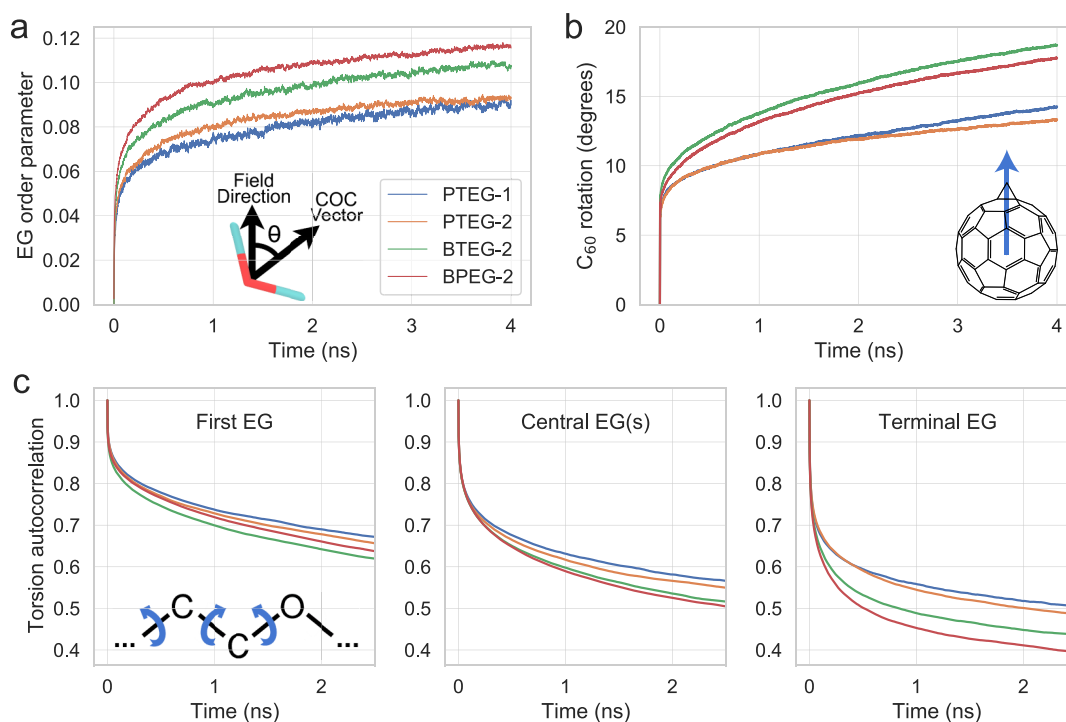 a
EG order parameter
0.12
0.10
0.08
0.06
0.04
0.02
0.00
0 1 2 3 4
Time (ns)
Field
Direction
COC
Vector
θ
PTEG-1
PTEG-2
BTEG-2
BPEG-2
b
C60 rotation (degrees)
20
15
10
5
0
0 1 2 3 4
Time (ns)
c
Torsion autocorrelation
First EG
1.0
0.9
0.8
0.7
0.6
0.5
0.4
... C C O ...
0 1 2
Time (ns)
Central EG(s)
1.0
0.9
0.8
0.7
0.6
0.5
0.4
0 1 2
Time (ns)
Terminal EG
1.0
0.9
0.8
0.7
0.6
0.5
0.4
0 1 2
Time (ns)